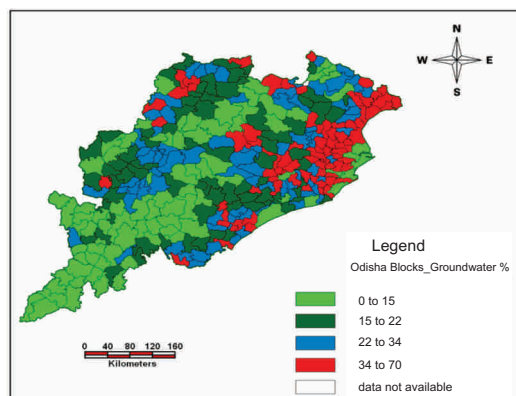 N
W E
S
Legend
Odisha Blocks_Groundwater %
0 to 15
15 to 22
22 to 34
34 to 70
data not available
0 40 80 120 160
Kilometers